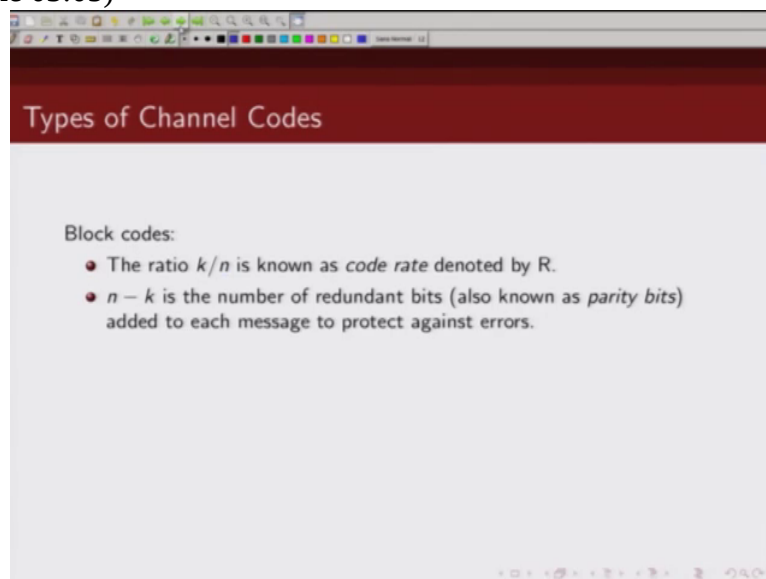 Types of Channel Codes
Block codes:
The ratio k/n is known as code rate denoted by R.
n − k is the number of redundant bits (also known as parity bits)
added to each message to protect against errors.